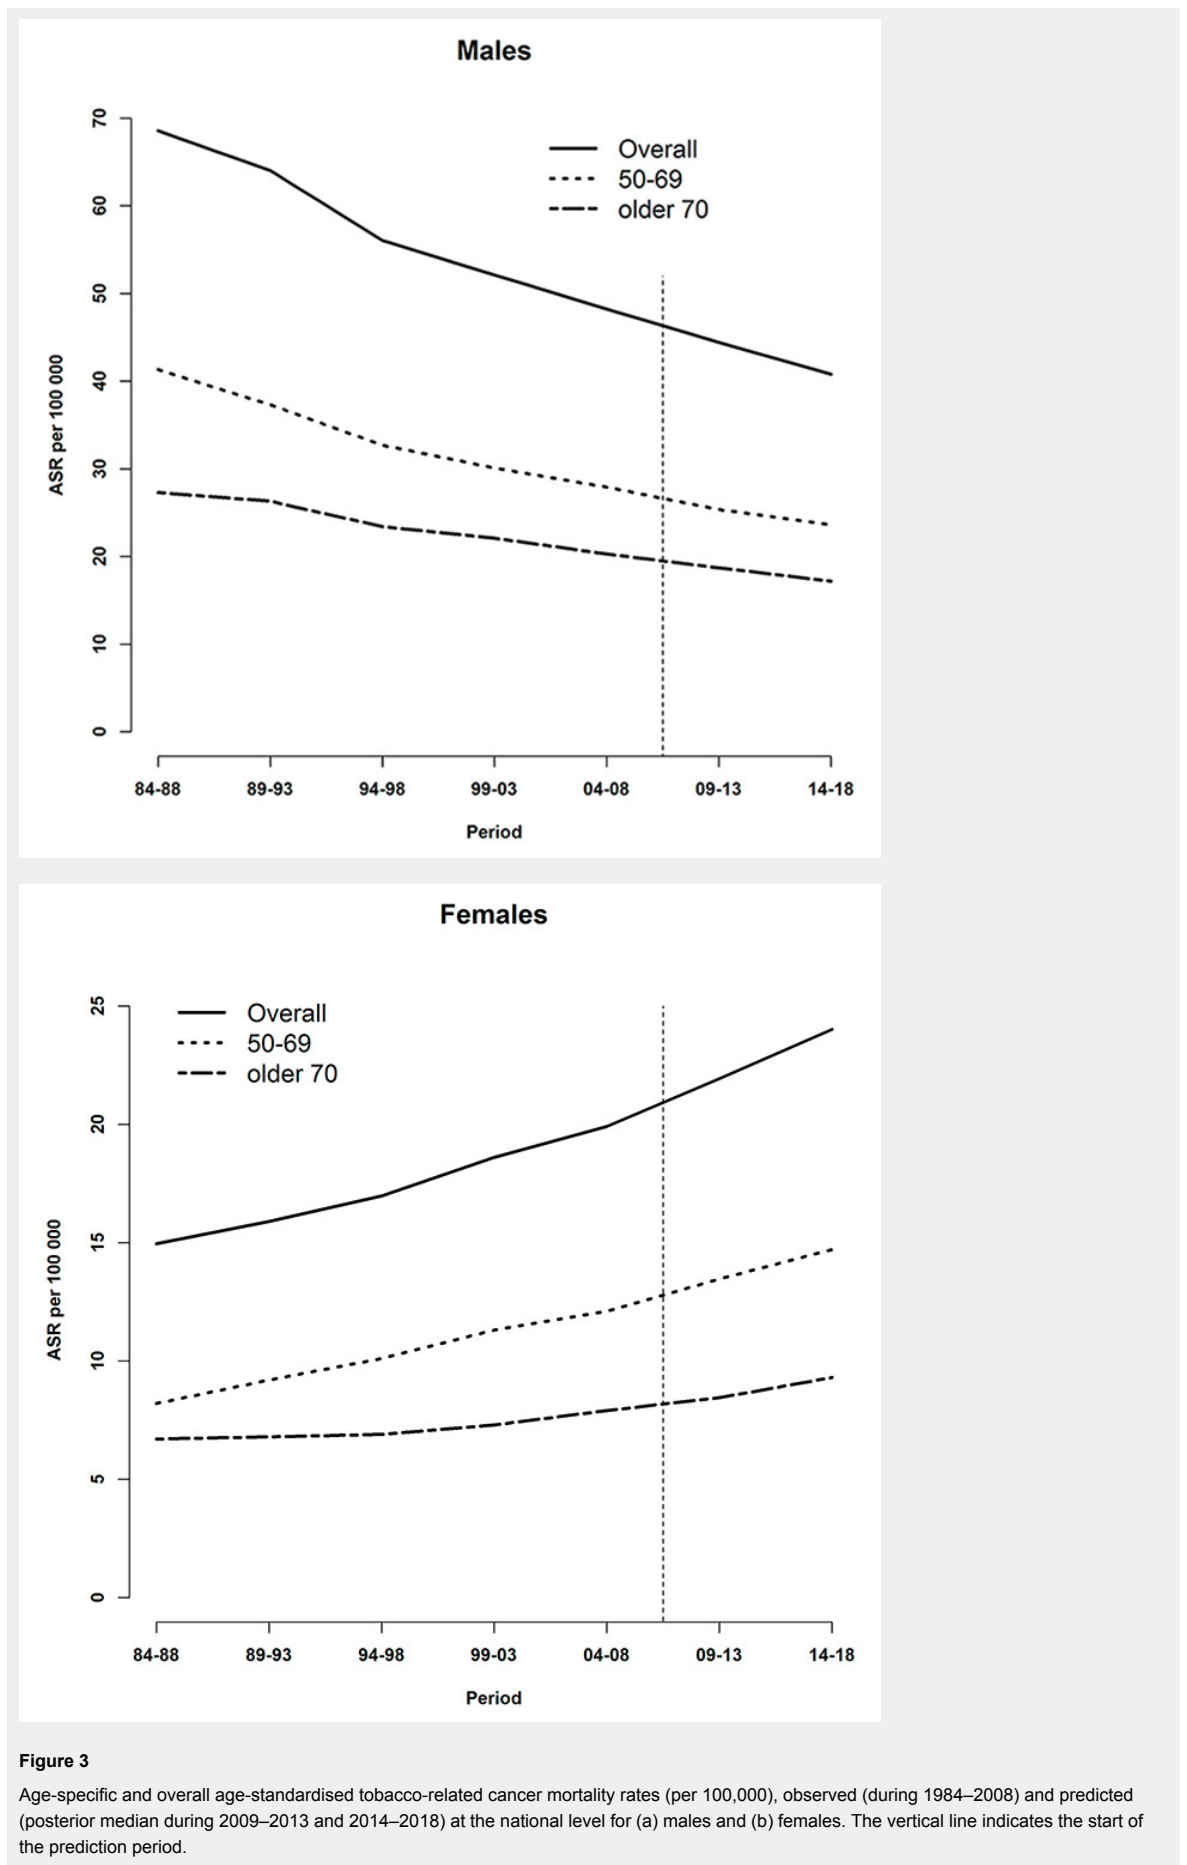 Males
70
60
50
40
30
20
10
0
ASR per 100 000
Overall
50-69
older 70
84-88 89-93 94-98 99-03 04-08 09-13 14-18
Period
Females
25
20
15
10
5
0
ASR per 100 000
Overall
50-69
older 70
84-88 89-93 94-98 99-03 04-08 09-13 14-18
Period
Figure 3
Age-specific and overall age-standardised tobacco-related cancer mortality rates (per 100,000), observed (during 1984–2008) and predicted
(posterior median during 2009–2013 and 2014–2018) at the national level for (a) males and (b) females. The vertical line indicates the start of
the prediction period.